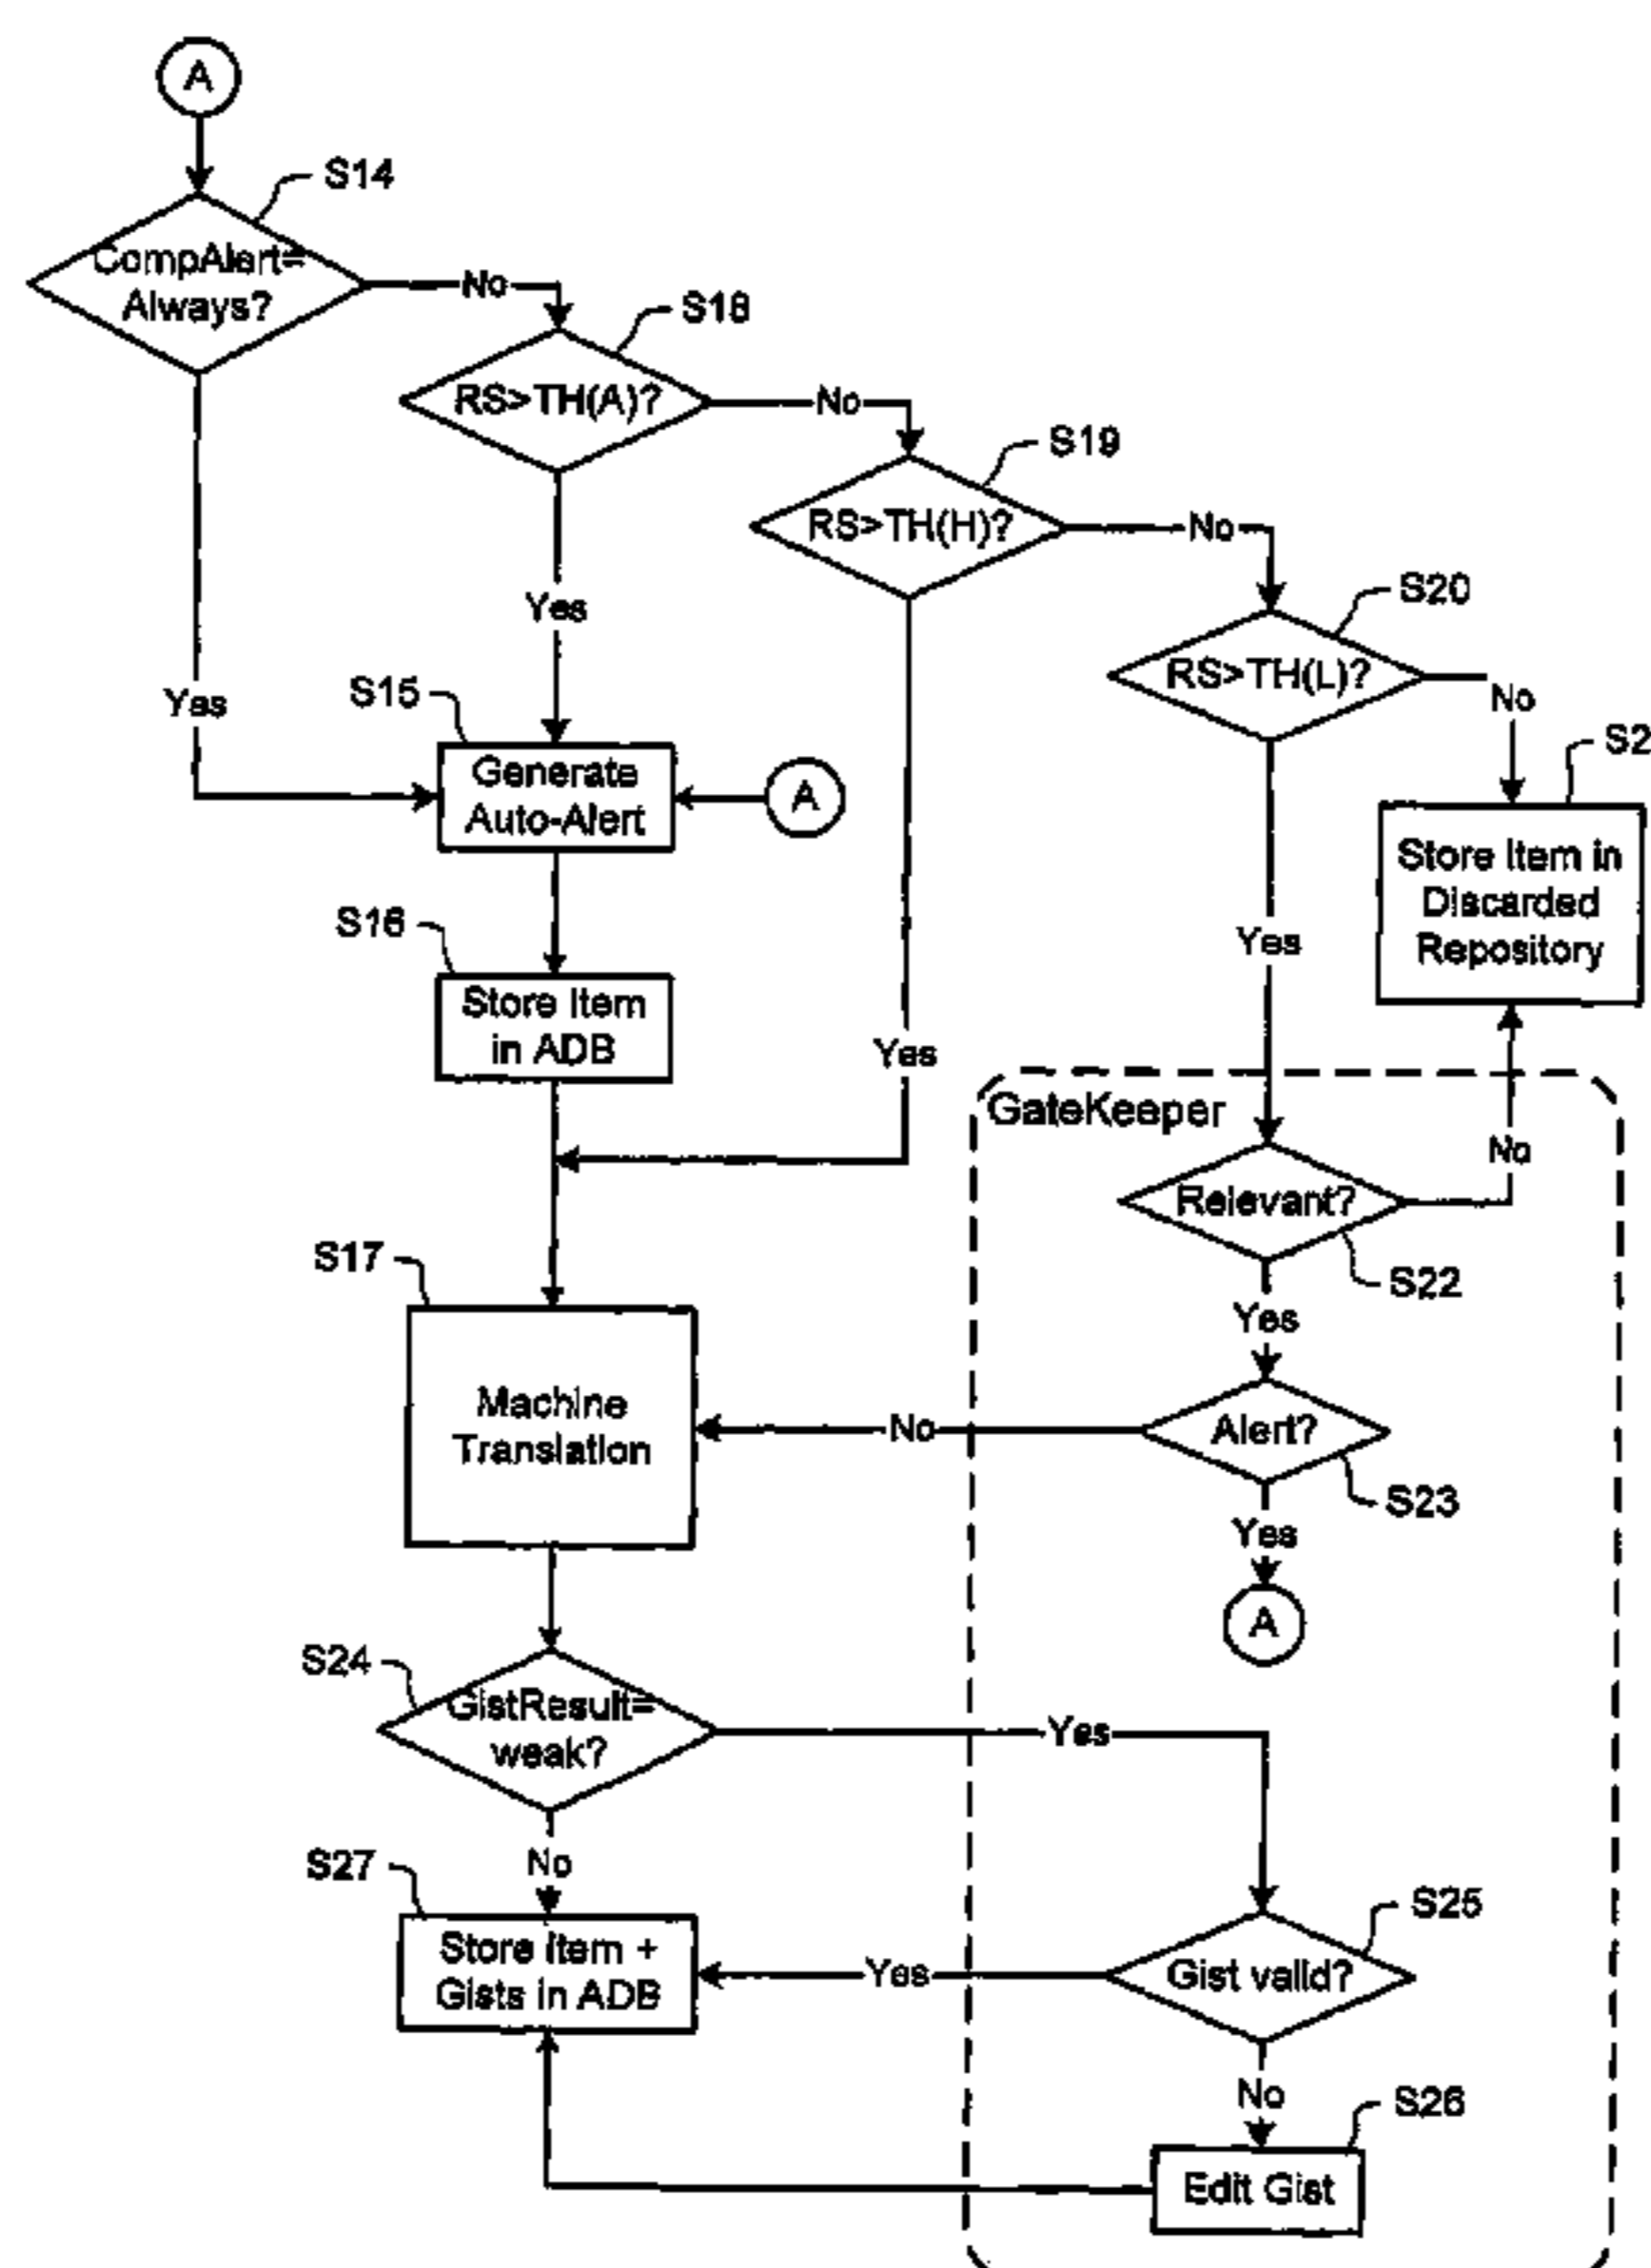 A
S14
CompAlert=
Always?
No
S18
RS>TH(A)?
No
S19
RS>TH(H)?
No
S20
RS>TH(L)?
No
S2
Yes
Yes
S15
Generate
Auto-Alert
A
Store Item in
Discarded
Repository
Yes
S16
Store Item
in ADB
Yes
GateKeeper
Relevant?
No
S22
S17
Yes
Machine
Translation
No
Alert?
S23
Yes
A
S24
GistResult=
weak?
Yes
No
S27
Store Item +
Gists in ADB
Yes
S25
Gist valid?
No
S26
Edit Gist